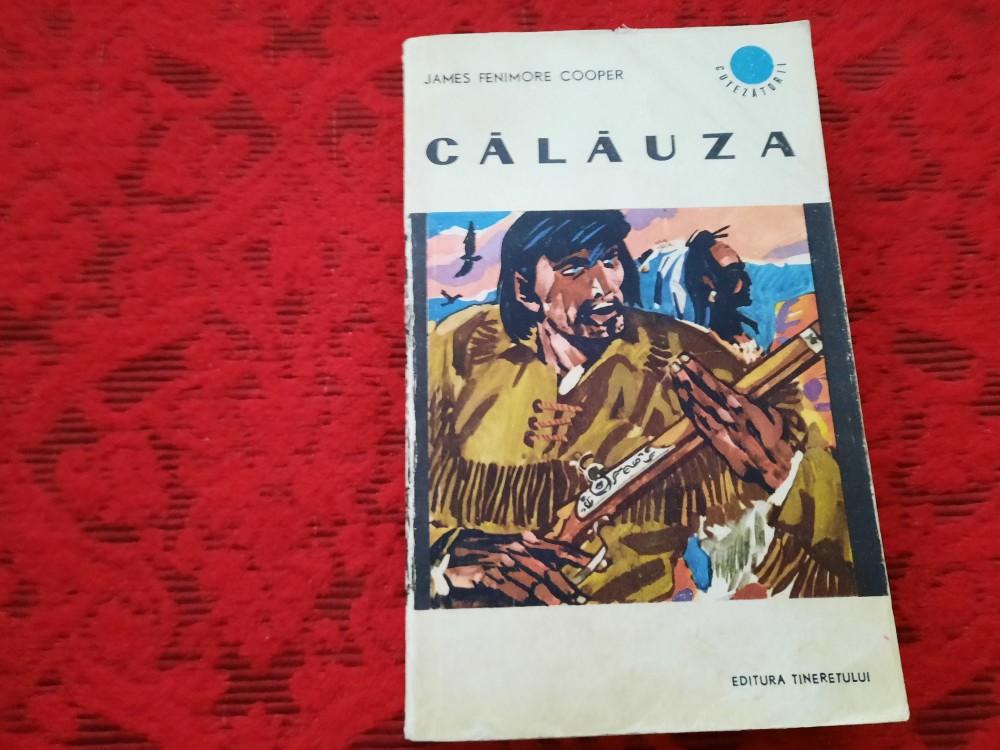 JAMES FENIMORE COOPER
CUTEZĂTORII
CĂLĂUZA
EDITURA TINERETULUI